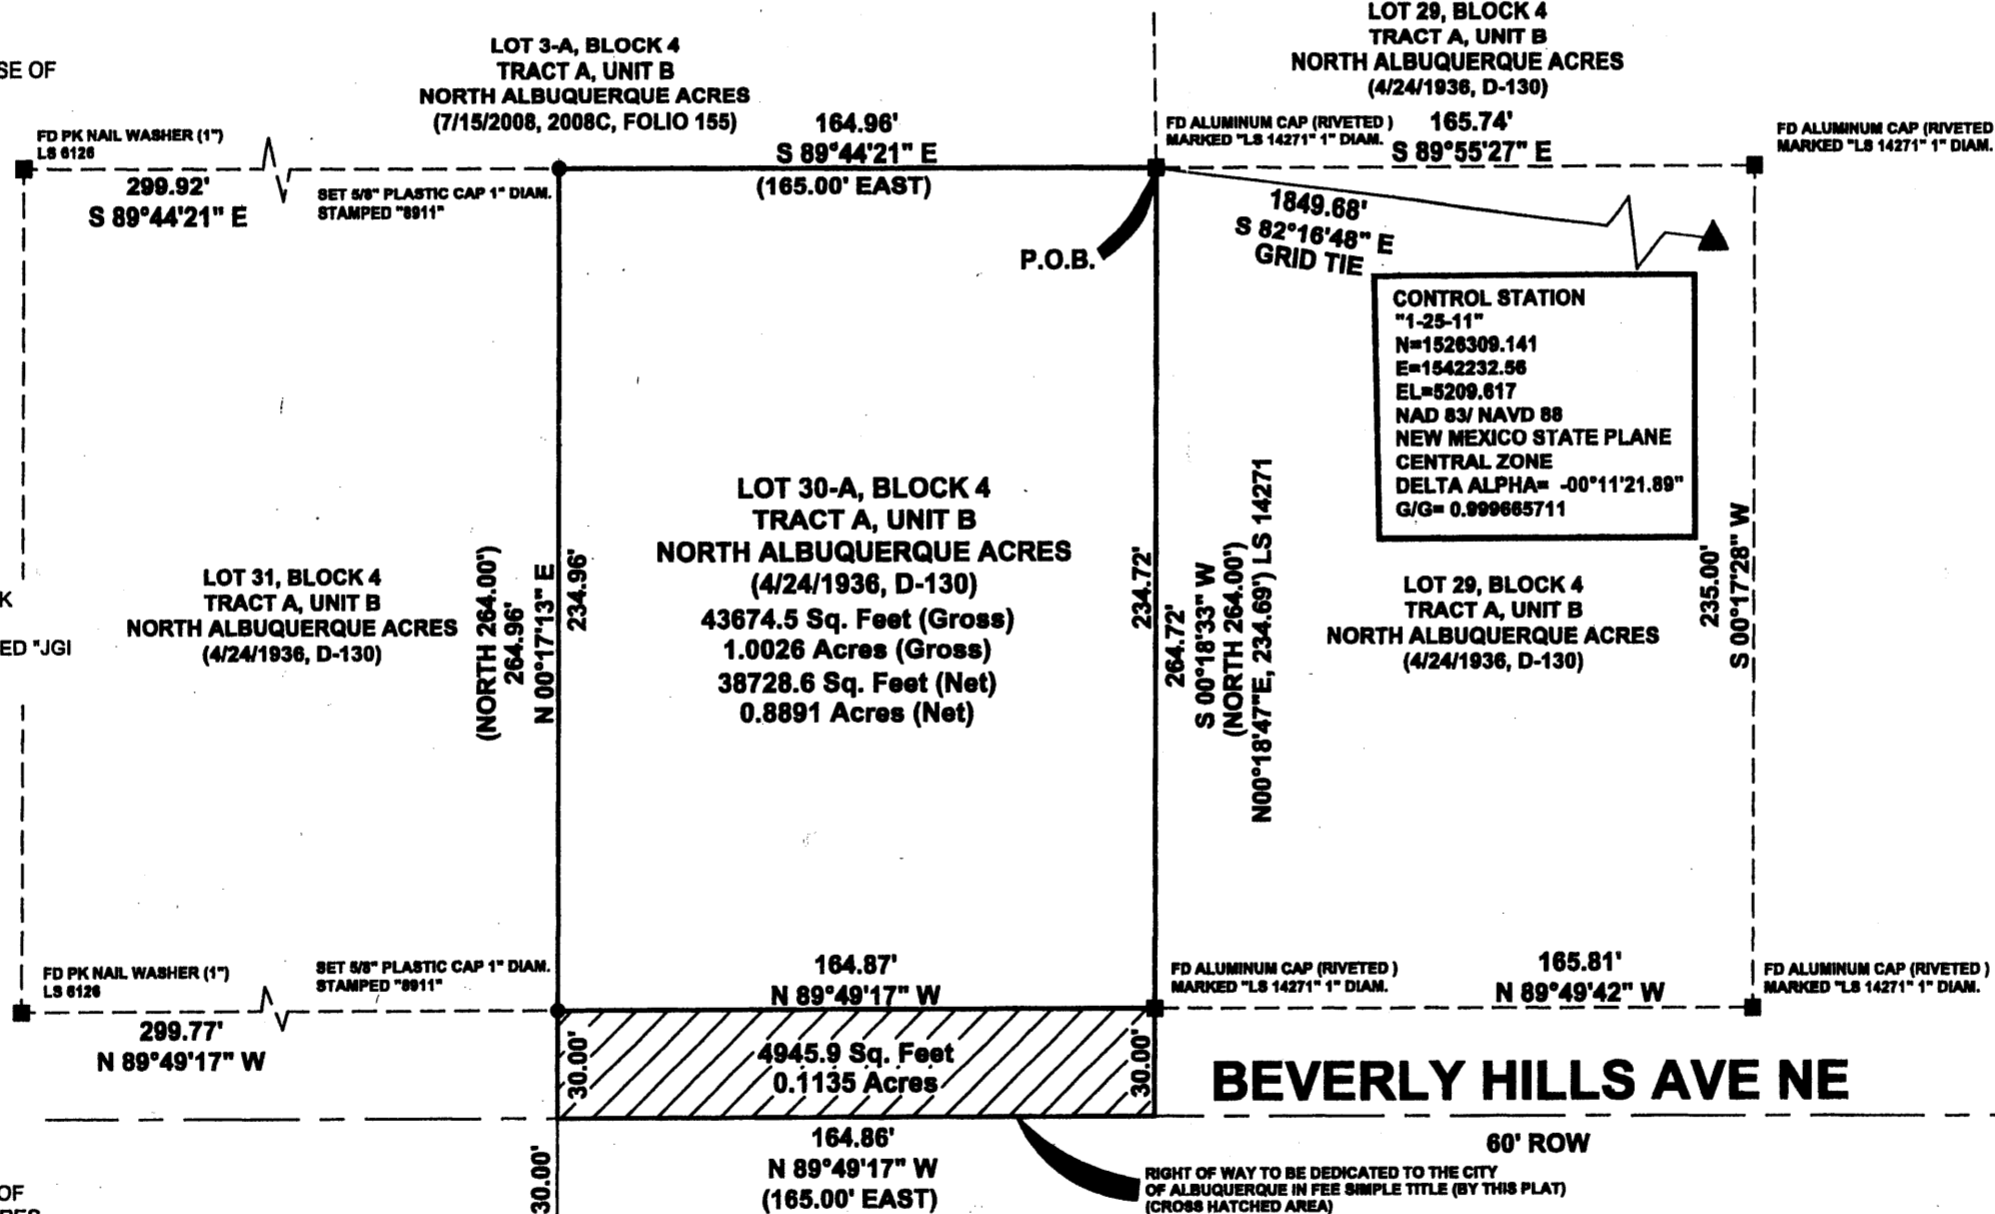 SE OF
LOT 3-A, BLOCK 4
TRACT A, UNIT B
NORTH ALBUQUERQUE ACRES
(7/15/2008, 2008C, FOLIO 155)
LOT 29, BLOCK 4
TRACT A, UNIT B
NORTH ALBUQUERQUE ACRES
(4/24/1936, D-130)
FD PK NAIL WASHER (1")
LS 6126
299.92'
S 89°44'21" E
SET 5/8" PLASTIC CAP 1" DIAM.
STAMPED "8911"
164.96'
S 89°44'21" E
(165.00' EAST)
FD ALUMINUM CAP (RIVETED )
MARKED "LS 14271" 1" DIAM.
165.74'
S 89°55'27" E
FD ALUMINUM CAP (RIVETED
MARKED "LS 14271" 1" DIAM.
P.O.B.
1849.68'
S 82°16'48" E
GRID TIE
CONTROL STATION
"1-25-11"
N=1526309.141
E=1542232.56
EL=5209.617
NAD 83/ NAVD 88
NEW MEXICO STATE PLANE
CENTRAL ZONE
DELTA ALPHA= -00°11'21.89"
G/G= 0.999665711
K
ED "JGI
LOT 31, BLOCK 4
TRACT A, UNIT B
NORTH ALBUQUERQUE ACRES
(4/24/1936, D-130)
(NORTH 264.00')
264.96'
N 00°17'13" E
234.96'
LOT 30-A, BLOCK 4
TRACT A, UNIT B
NORTH ALBUQUERQUE ACRES
(4/24/1936, D-130)
43674.5 Sq. Feet (Gross)
1.0026 Acres (Gross)
38728.6 Sq. Feet (Net)
0.8891 Acres (Net)
234.72'
264.72'
S 00°18'33" W
(NORTH 264.00')
N00°18'47"E, 234.69') LS 14271
LOT 29, BLOCK 4
TRACT A, UNIT B
NORTH ALBUQUERQUE ACRES
(4/24/1936, D-130)
235.00'
S 00°17'28" W
FD PK NAIL WASHER (1")
LS 6126
299.77'
N 89°49'17" W
SET 5/8" PLASTIC CAP 1" DIAM.
STAMPED "8911"
164.87'
N 89°49'17" W
FD ALUMINUM CAP (RIVETED )
MARKED "LS 14271" 1" DIAM.
165.81'
N 89°49'42" W
FD ALUMINUM CAP (RIVETED )
MARKED "LS 14271" 1" DIAM.
30.00'
4945.9 Sq. Feet
0.1135 Acres
30.00'
BEVERLY HILLS AVE NE
60' ROW
30.00'
164.86'
N 89°49'17" W
(165.00' EAST)
RIGHT OF WAY TO BE DEDICATED TO THE CITY
OF ALBUQUERQUE IN FEE SIMPLE TITLE (BY THIS PLAT)
(CROSS HATCHED AREA)
OF